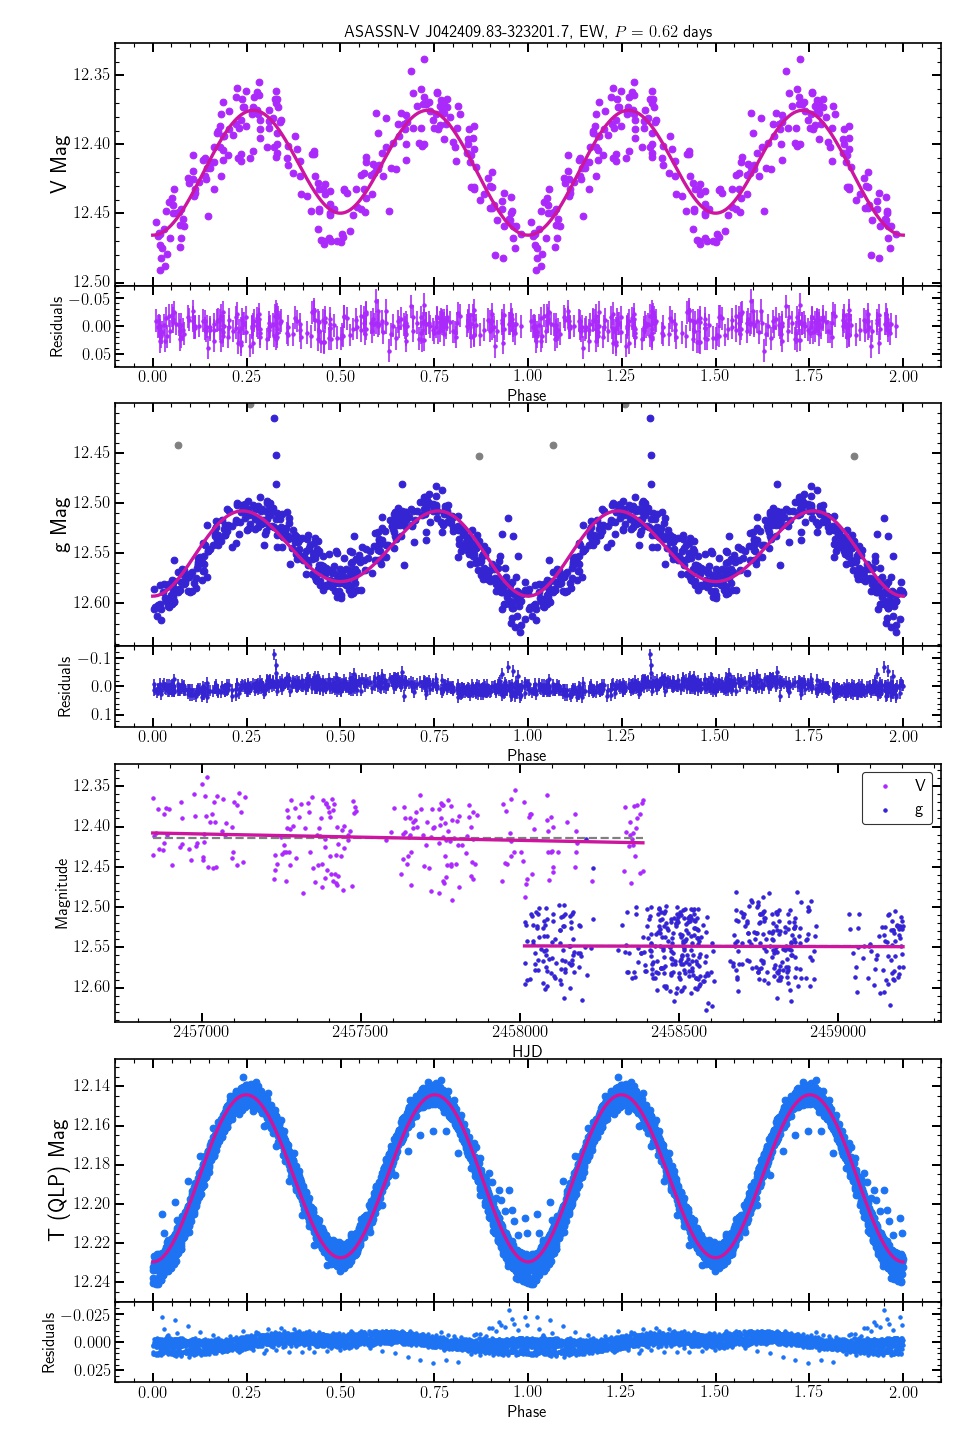 ASASSN-V J042409.83-323201.7, EW, P = 0.62 days
12.35
12.40
12.45
12.50
V Mag
−0.05
0.00
0.05
Residuals
0.00 0.25 0.50 0.75 1.00 1.25 1.50 1.75 2.00
Phase
12.45
12.50
12.55
12.60
g Mag
−0.1
0.0
0.1
Residuals
0.00 0.25 0.50 0.75 1.00 1.25 1.50 1.75 2.00
Phase
V
g
12.35
12.40
12.45
12.50
12.55
12.60
Magnitude
2457000 2457500 2458000 2458500 2459000
HJD
12.14
12.16
12.18
12.20
12.22
12.24
T (QLP) Mag
−0.025
0.000
0.025
Residuals
0.00 0.25 0.50 0.75 1.00 1.25 1.50 1.75 2.00
Phase